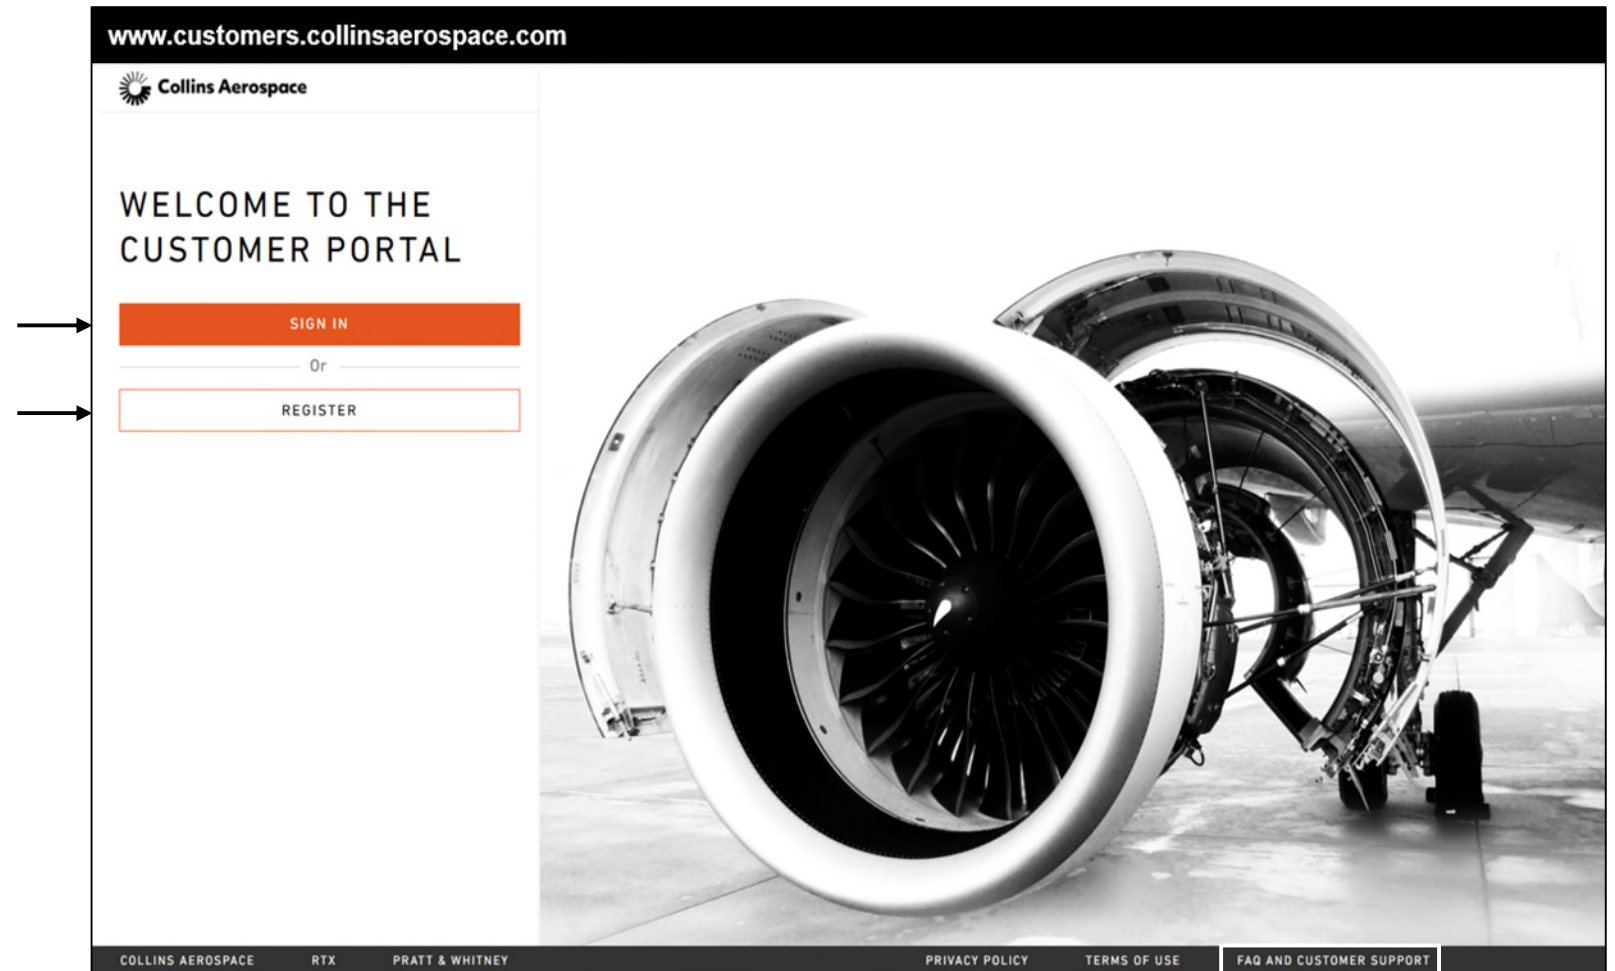 www.customers.collinsaerospace.com
Collins Aerospace
WELCOME TO THE
CUSTOMER PORTAL
SIGN IN
Or
REGISTER
COLLINS AEROSPACE RTX PRATT & WHITNEY PRIVACY POLICY TERMS OF USE FAQ AND CUSTOMER SUPPORT